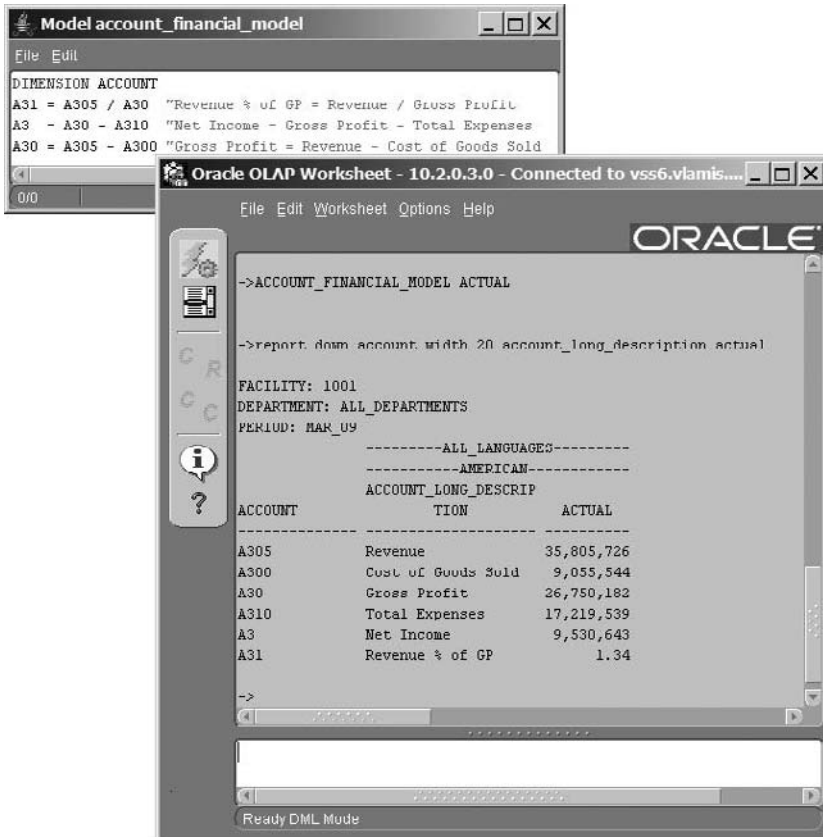 Model account_financial_model
File Edit
DIMENSION ACCOUNT
A31 = A305 / A30 "Revenue % of GP = Revenue / Gross Profit
A3 - A30 - A310 "Net Income - Gross Profit - Total Expenses
A30 = A305 - A300 "Gross Profit = Revenue - Cost of Goods Sold
0/0
Oracle OLAP Worksheet - 10.2.0.3.0 - Connected to vss6.vlamis....
File Edit Worksheet Options Help
ORACLE
->ACCOUNT_FINANCIAL_MODEL ACTUAL
->report down account width 20 account_long_description actual
FACILITY: 1001
DEPARTMENT: ALL_DEPARTMENTS
PERIOD: MAR_09
---------ALL_LANGUAGES---------
-----------AMERICAN------------
ACCOUNT_LONG_DESCRIP
ACCOUNT TION ACTUAL
-------------- -------------------- ----------
A305 Revenue 35,805,726
A300 Cost of Goods Sold 9,055,544
A30 Gross Profit 26,750,182
A310 Total Expenses 17,219,539
A3 Net Income 9,530,643
A31 Revenue % of GP 1.34
->
Ready DML Mode